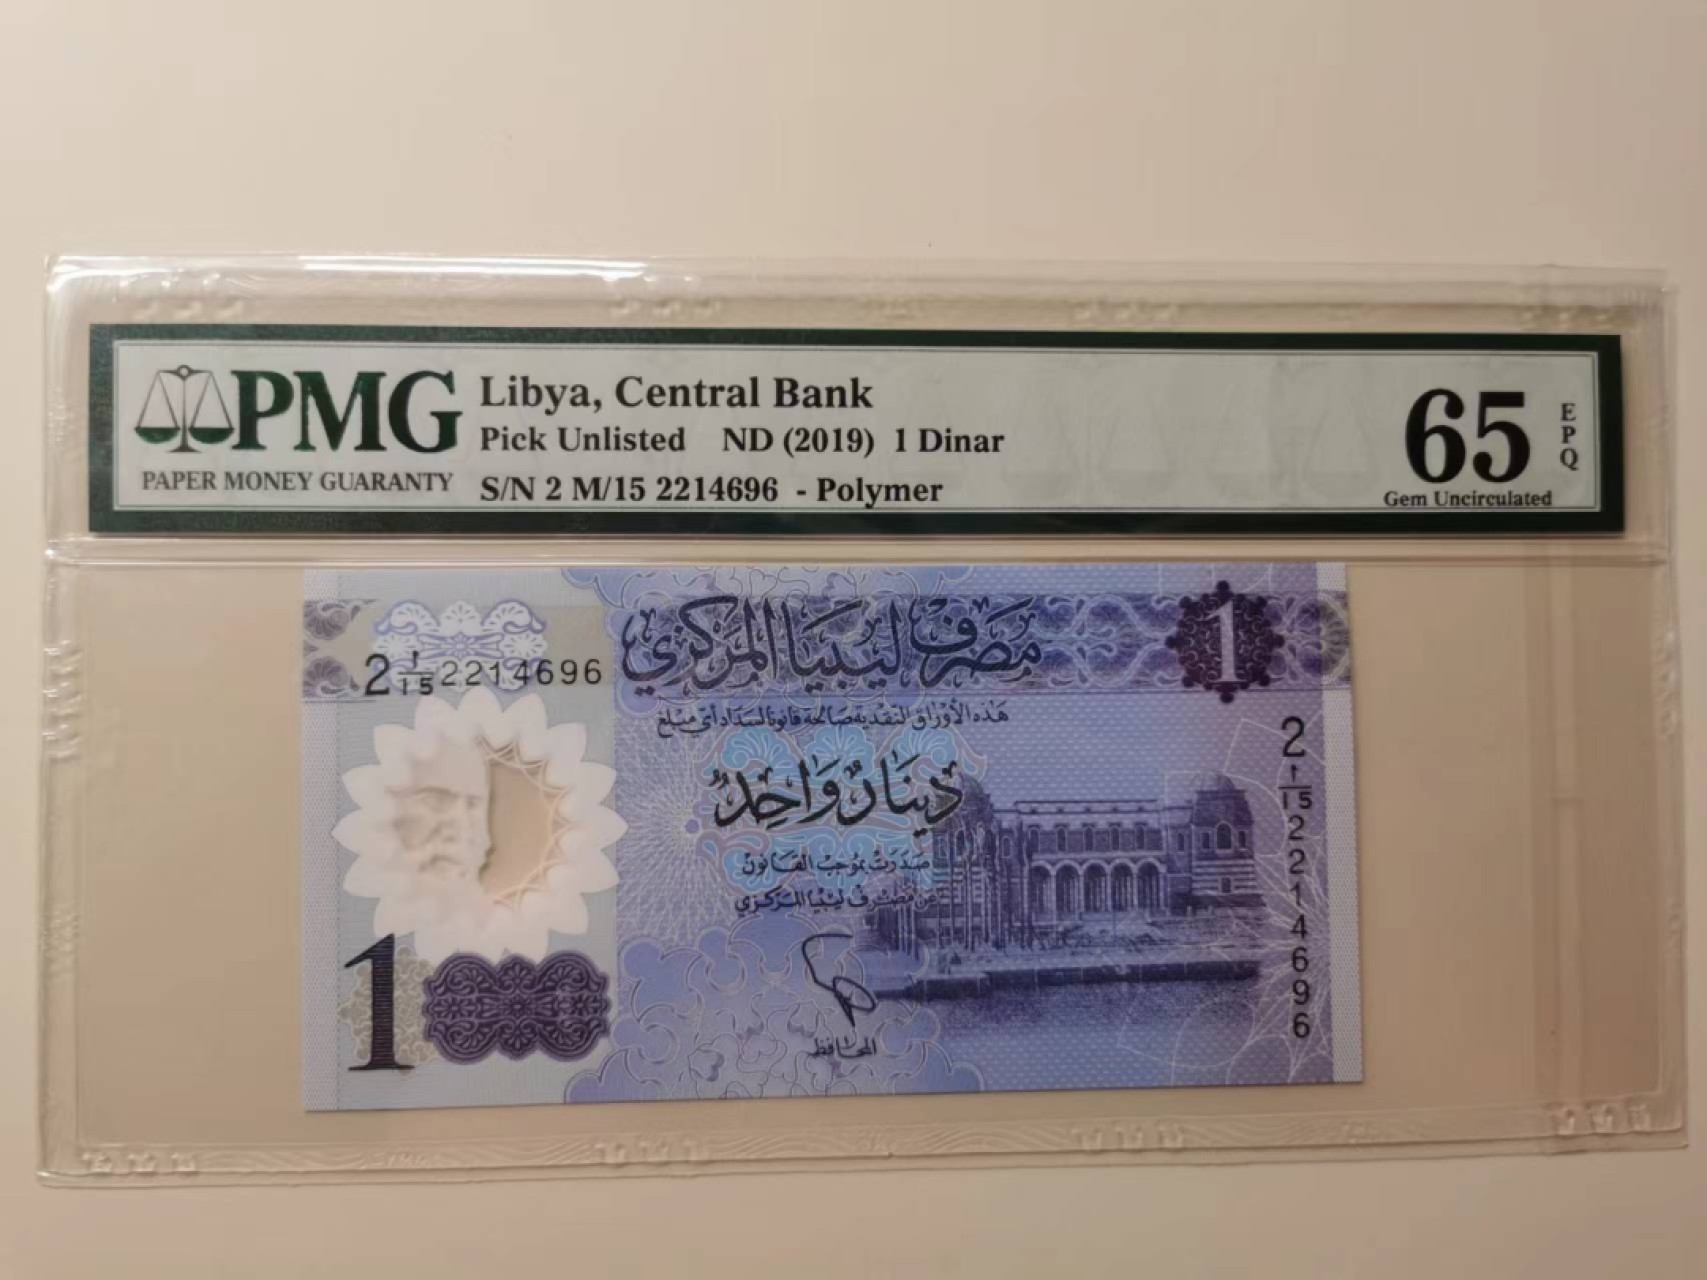 PMG
PAPER MONEY GUARANTY
Libya, Central Bank
Pick Unlisted ND (2019) 1 Dinar
S/N 2 M/15 2214696 - Polymer
65
EPQ
Gem Uncirculated
مصرف ليبيا المركزي
1
2 م/15 2214696
هذه الأوراق النقدية صالحة قانونا لسداد أي مبلغ
2 م/15 2214696
دينار واحد
صدرت بموجب القانون
من مصرف ليبيا المركزي
1
المحافظ